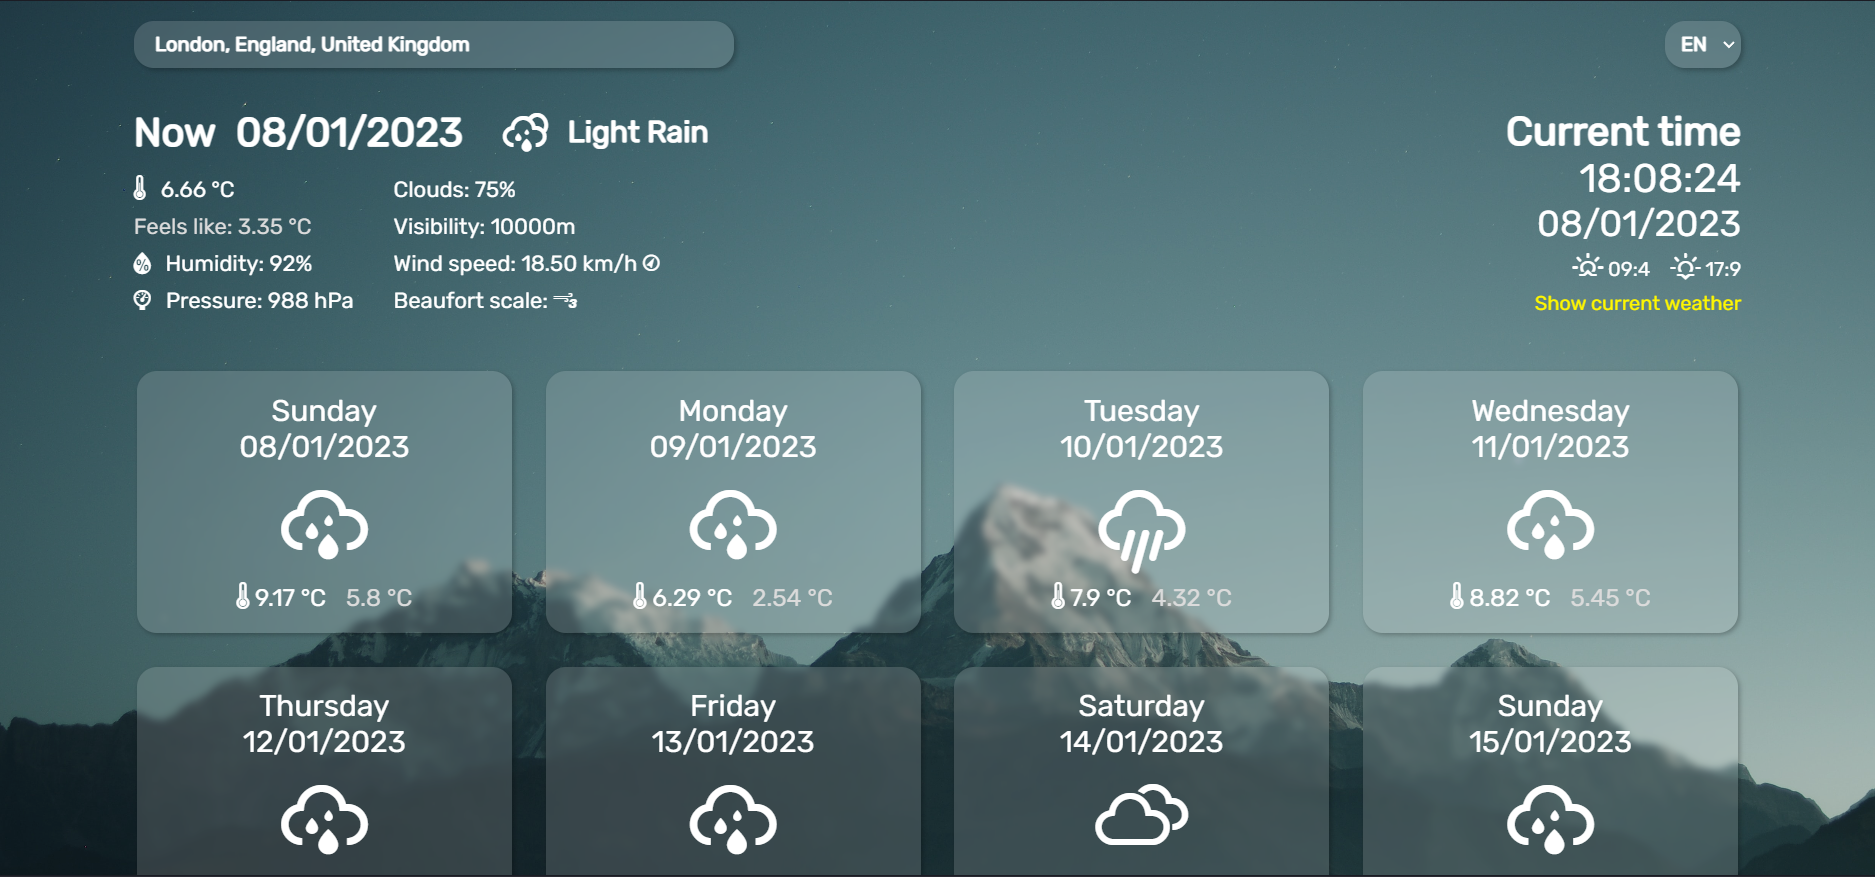 London, England, United Kingdom
EN
Now 08/01/2023 Light Rain
6.66 °C
Feels like: 3.35 °C
Humidity: 92%
Pressure: 988 hPa
Clouds: 75%
Visibility: 10000m
Wind speed: 18.50 km/h
Beaufort scale: 3
Current time
18:08:24
08/01/2023
09:4 17:9
Show current weather
Sunday
08/01/2023
9.17 °C 5.8 °C
Monday
09/01/2023
6.29 °C 2.54 °C
Tuesday
10/01/2023
7.9 °C 4.32 °C
Wednesday
11/01/2023
8.82 °C 5.45 °C
Thursday
12/01/2023
Friday
13/01/2023
Saturday
14/01/2023
Sunday
15/01/2023